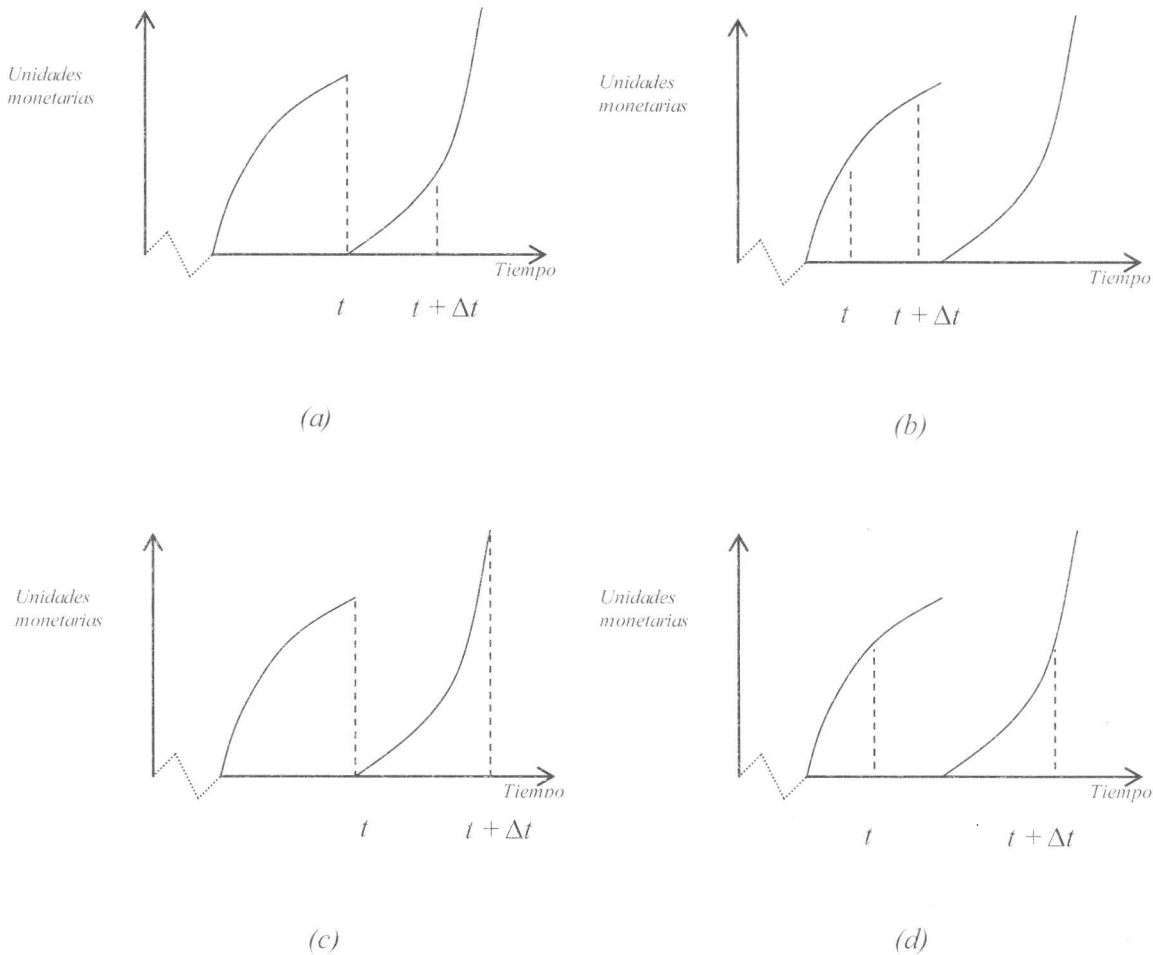 Unidades
monetarias
Tiempo
t
t + Δt
(a)
Unidades
monetarias
Tiempo
t
t + Δt
(b)
Unidades
monetarias
Tiempo
t
t + Δt
(c)
Unidades
monetarias
Tiempo
t
t + Δt
(d)